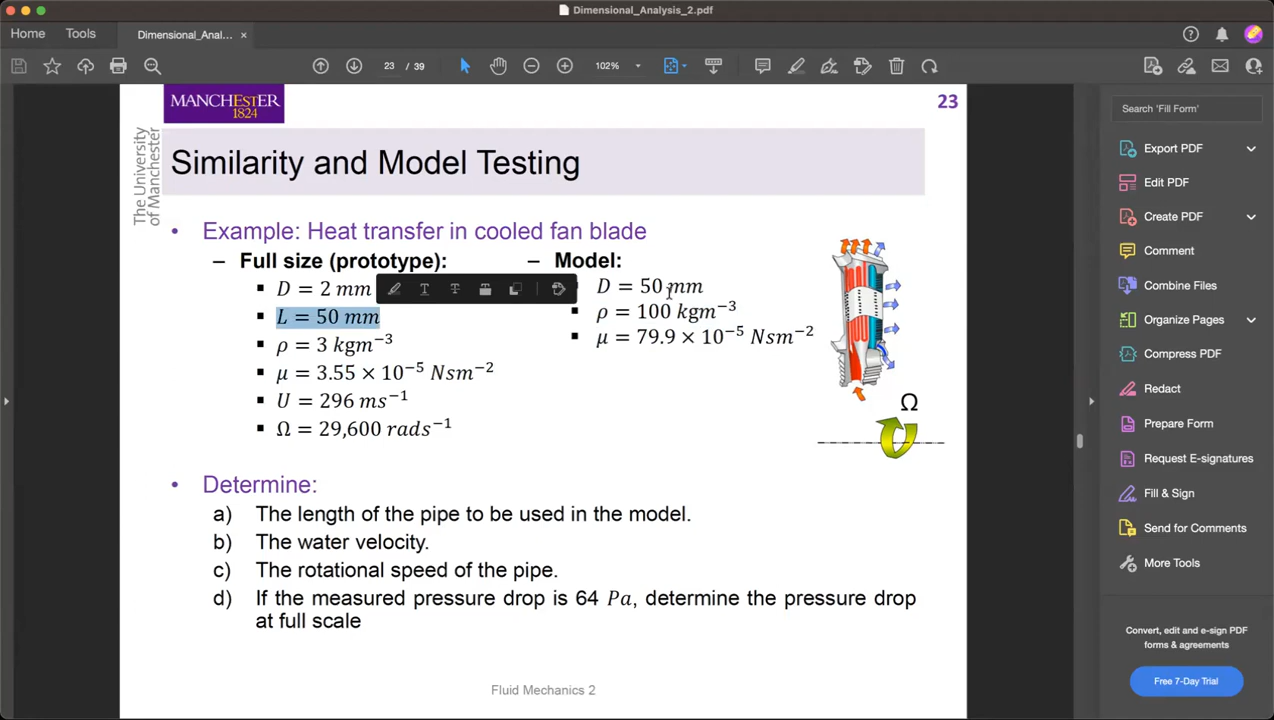 Dimensional_Analysis_2.pdf
Home Tools Dimensional_Anal... ×
23 / 39 102%
MANCHESTER
1824
The University
of Manchester
23
Similarity and Model Testing
• Example: Heat transfer in cooled fan blade
– Full size (prototype):
▪ D = 2 mm
▪ L = 50 mm
▪ ρ = 3 kgm⁻³
▪ μ = 3.55 × 10⁻⁵ Nsm⁻²
▪ U = 296 ms⁻¹
▪ Ω = 29,600 rads⁻¹
– Model:
D = 50 mm
▪ ρ = 100 kgm⁻³
▪ μ = 79.9 × 10⁻⁵ Nsm⁻²
Ω
• Determine:
a) The length of the pipe to be used in the model.
b) The water velocity.
c) The rotational speed of the pipe.
d) If the measured pressure drop is 64 Pa, determine the pressure drop
at full scale
Fluid Mechanics 2
Search 'Fill Form'
Export PDF
Edit PDF
Create PDF
Comment
Combine Files
Organize Pages
Compress PDF
Redact
Prepare Form
Request E-signatures
Fill & Sign
Send for Comments
More Tools
Convert, edit and e-sign PDF
forms & agreements
Free 7-Day Trial